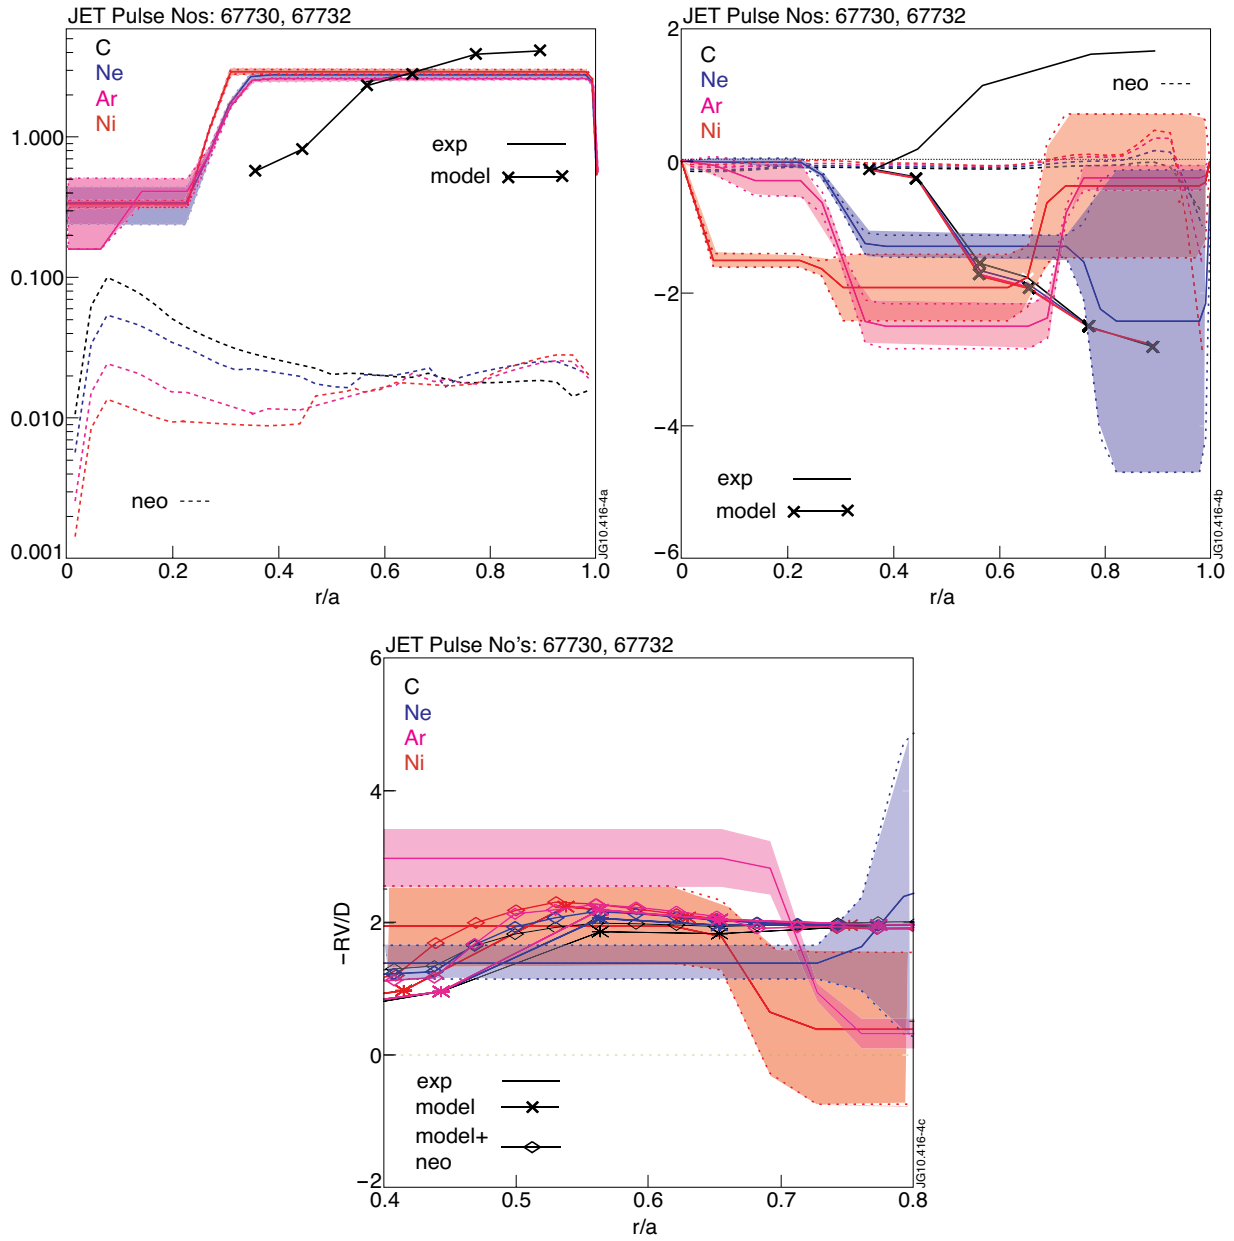 JET Pulse Nos: 67730, 67732
C
Ne
Ar
Ni
exp
model
neo
1.000
0.100
0.010
0.001
0
0.2
0.4
0.6
0.8
1.0
r/a
JG10.416-4a
JET Pulse Nos: 67730, 67732
C
Ne
Ar
Ni
neo
exp
model
2
0
−2
−4
−6
0
0.2
0.4
0.6
0.8
1.0
r/a
JG10.416-4b
JET Pulse No's: 67730, 67732
C
Ne
Ar
Ni
exp
model
model+
neo
−RV/D
6
4
2
0
−2
0.4
0.5
0.6
0.7
0.8
r/a
JG10.416-4c